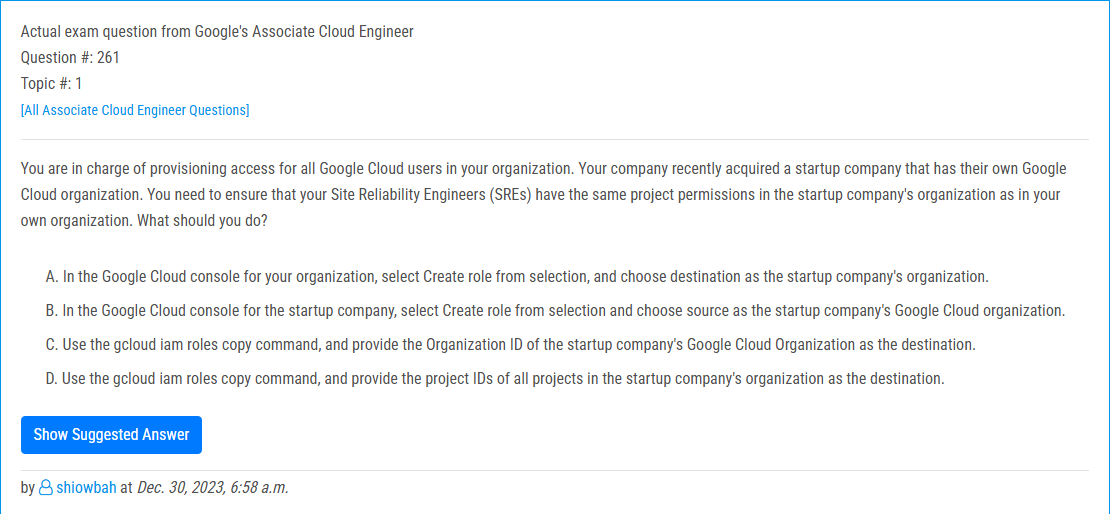 Actual exam question from Google's Associate Cloud Engineer
Question #: 261
Topic #: 1
[All Associate Cloud Engineer Questions]
You are in charge of provisioning access for all Google Cloud users in your organization. Your company recently acquired a startup company that has their own Google
Cloud organization. You need to ensure that your Site Reliability Engineers (SREs) have the same project permissions in the startup company's organization as in your
own organization. What should you do?
A. In the Google Cloud console for your organization, select Create role from selection, and choose destination as the startup company's organization.
B. In the Google Cloud console for the startup company, select Create role from selection and choose source as the startup company's Google Cloud organization.
C. Use the gcloud iam roles copy command, and provide the Organization ID of the startup company's Google Cloud Organization as the destination.
D. Use the gcloud iam roles copy command, and provide the project IDs of all projects in the startup company's organization as the destination.
Show Suggested Answer
by shiowbah at Dec. 30, 2023, 6:58 a.m.